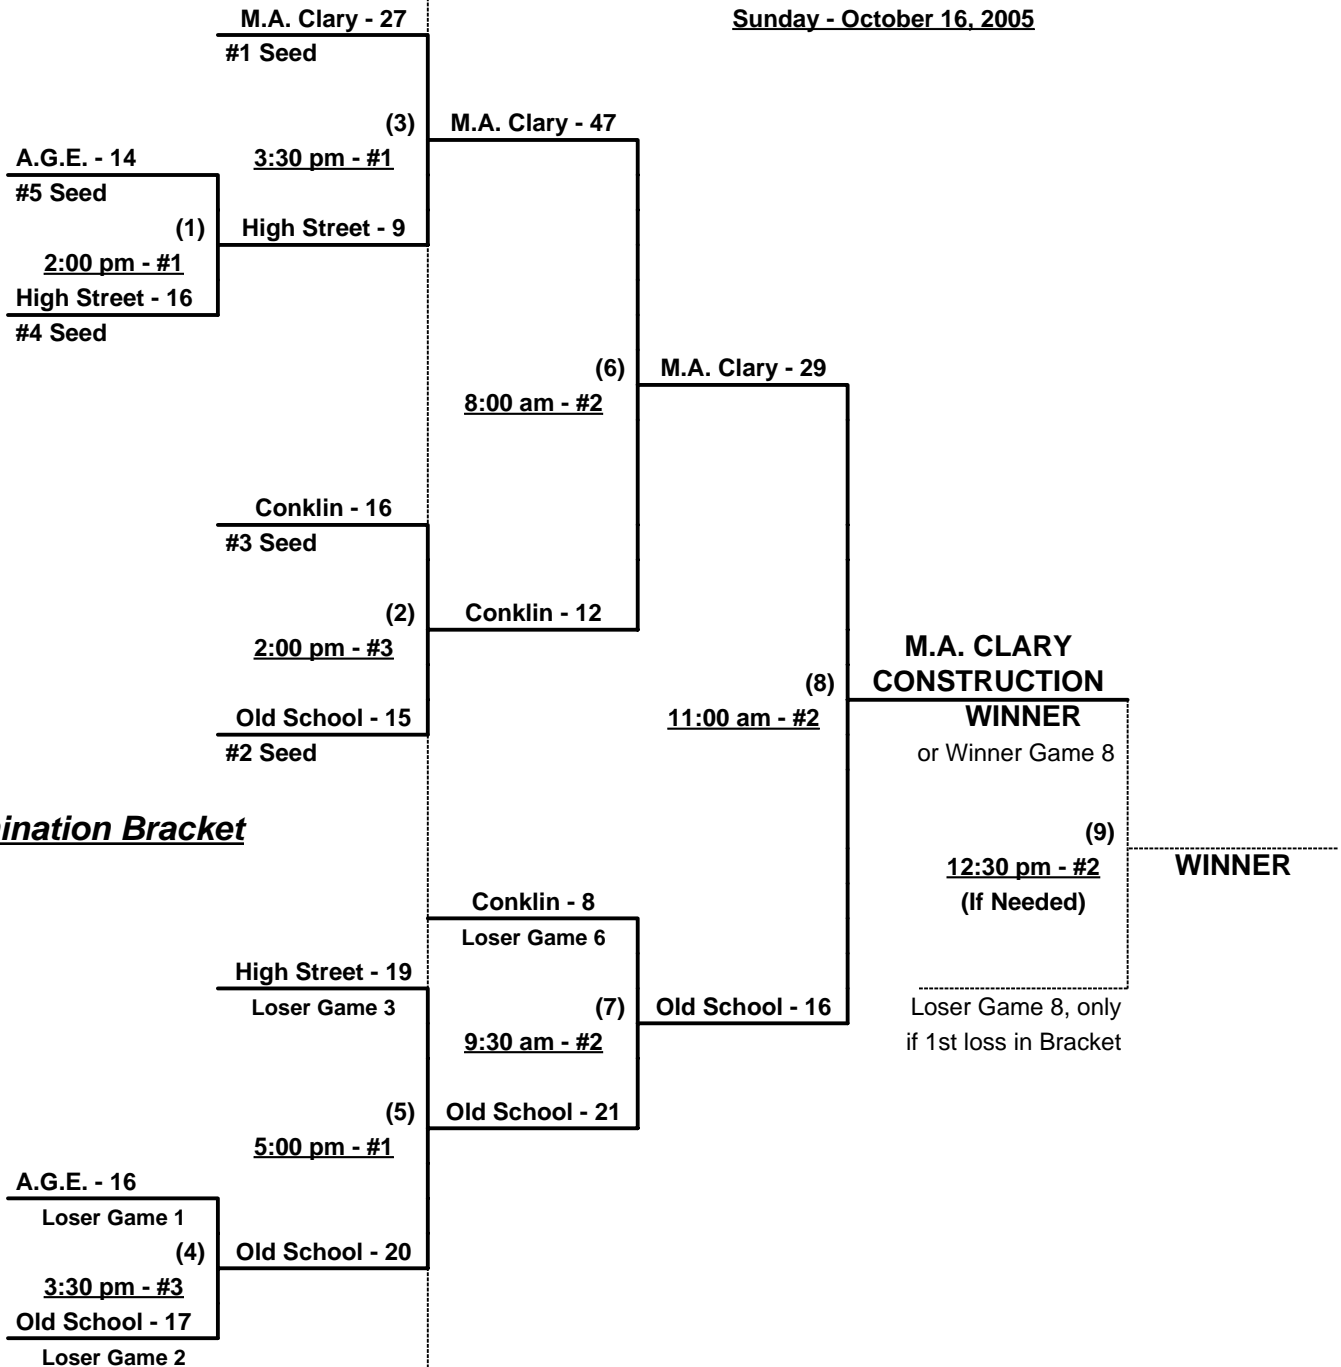 M.A. Clary - 27
Sunday - October 16, 2005
#1 Seed
(3)
M.A. Clary - 47
A.G.E. - 14
3:30 pm - #1
#5 Seed
(1)
High Street - 9
2:00 pm - #1
High Street - 16
#4 Seed
(6)
M.A. Clary - 29
8:00 am - #2
Conklin - 16
#3 Seed
(2)
Conklin - 12
2:00 pm - #3
M.A. CLARY
CONSTRUCTION
(8)
Old School - 15
11:00 am - #2
WINNER
#2 Seed
or Winner Game 8
ination Bracket
(9)
12:30 pm - #2
WINNER
(If Needed)
Conklin - 8
Loser Game 6
High Street - 19
Loser Game 3
(7)
Old School - 16
Loser Game 8, only
9:30 am - #2
if 1st loss in Bracket
(5)
Old School - 21
5:00 pm - #1
A.G.E. - 16
Loser Game 1
(4)
Old School - 20
3:30 pm - #3
Old School - 17
Loser Game 2